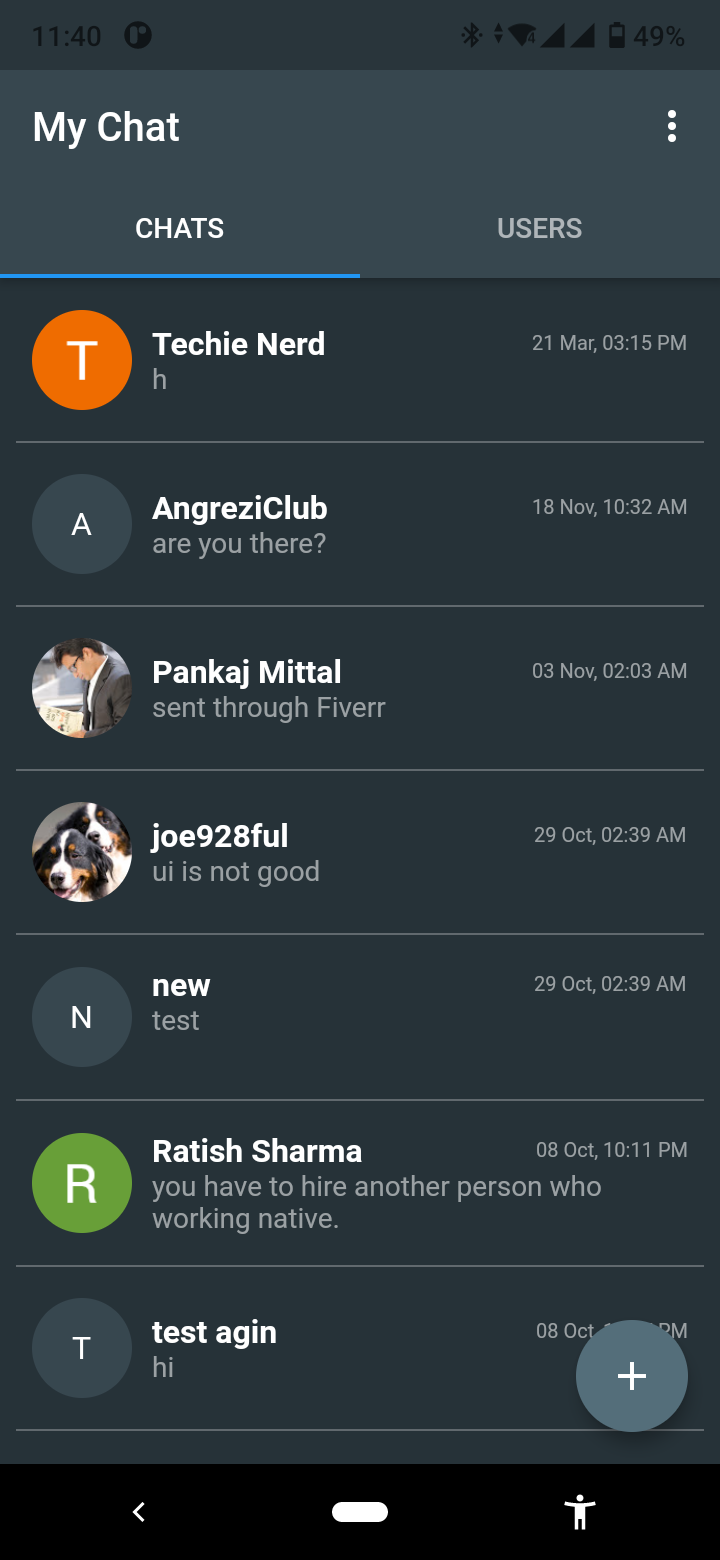 11:40 49%
My Chat
CHATS USERS
T Techie Nerd 21 Mar, 03:15 PM
h
A AngreziClub 18 Nov, 10:32 AM
are you there?
Pankaj Mittal 03 Nov, 02:03 AM
sent through Fiverr
joe928ful 29 Oct, 02:39 AM
ui is not good
N new 29 Oct, 02:39 AM
test
R Ratish Sharma 08 Oct, 10:11 PM
you have to hire another person who
working native.
T test agin 08 Oct, PM
hi